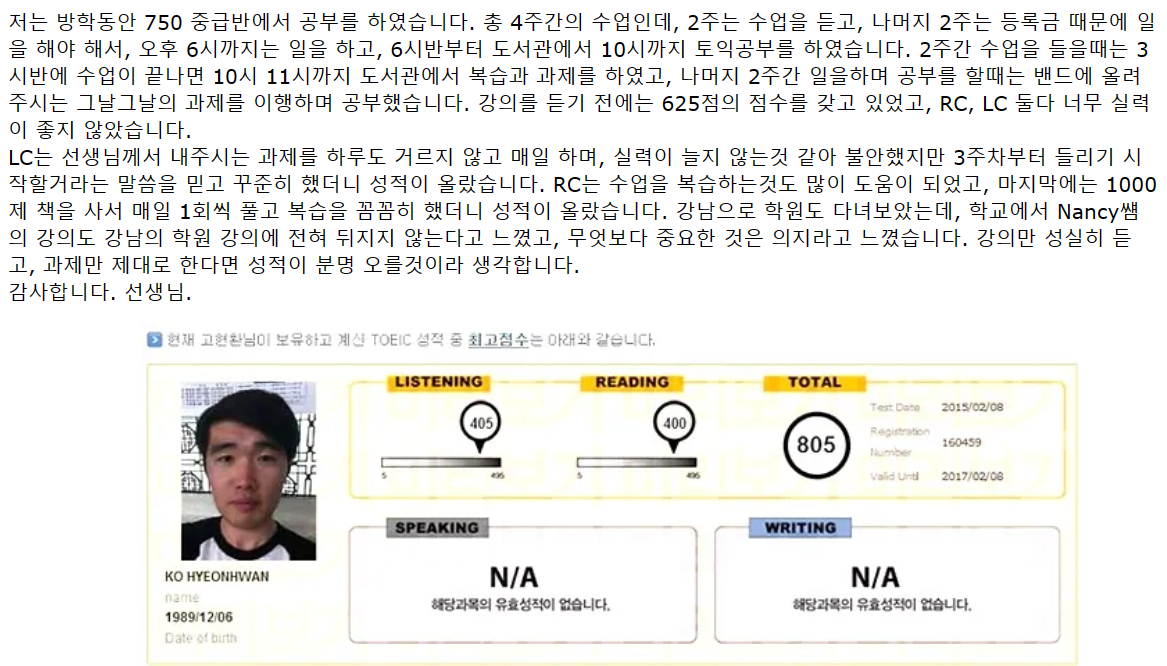 저는 방학동안 750 중급반에서 공부를 하였습니다. 총 4주간의 수업인데, 2주는 수업을 듣고, 나머지 2주는 등록금 때문에 일
을 해야 해서, 오후 6시까지는 일을 하고, 6시반부터 도서관에서 10시까지 토익공부를 하였습니다. 2주간 수업을 들을때는 3
시반에 수업이 끝나면 10시 11시까지 도서관에서 복습과 과제를 하였고, 나머지 2주간 일을하며 공부를 할때는 밴드에 올려
주시는 그날그날의 과제를 이행하며 공부했습니다. 강의를 듣기 전에는 625점의 점수를 갖고 있었고, RC, LC 둘다 너무 실력
이 좋지 않았습니다.
LC는 선생님께서 내주시는 과제를 하루도 거르지 않고 매일 하며, 실력이 늘지 않는것 같아 불안했지만 3주차부터 들리기 시
작할거라는 말씀을 믿고 꾸준히 했더니 성적이 올랐습니다. RC는 수업을 복습하는것도 많이 도움이 되었고, 마지막에는 1000
제 책을 사서 매일 1회씩 풀고 복습을 꼼꼼히 했더니 성적이 올랐습니다. 강남으로 학원도 다녀보았는데, 학교에서 Nancy쌤
의 강의도 강남의 학원 강의에 전혀 뒤지지 않는다고 느꼈고, 무엇보다 중요한 것은 의지라고 느꼈습니다. 강의만 성실히 듣
고, 과제만 제대로 한다면 성적이 분명 오를것이라 생각합니다.
감사합니다. 선생님.
현재 고현환님이 보유하고 계신 TOEIC 성적 중 최고점수는 아래와 같습니다.
LISTENING READING TOTAL
405 400 805
5 495 5 495
Test Date 2015/02/08
Registration Number 160459
Valid Until 2017/02/08
KO HYEONHWAN
name
1989/12/06
Date of birth
SPEAKING WRITING
N/A N/A
해당과목의 유효성적이 없습니다. 해당과목의 유효성적이 없습니다.